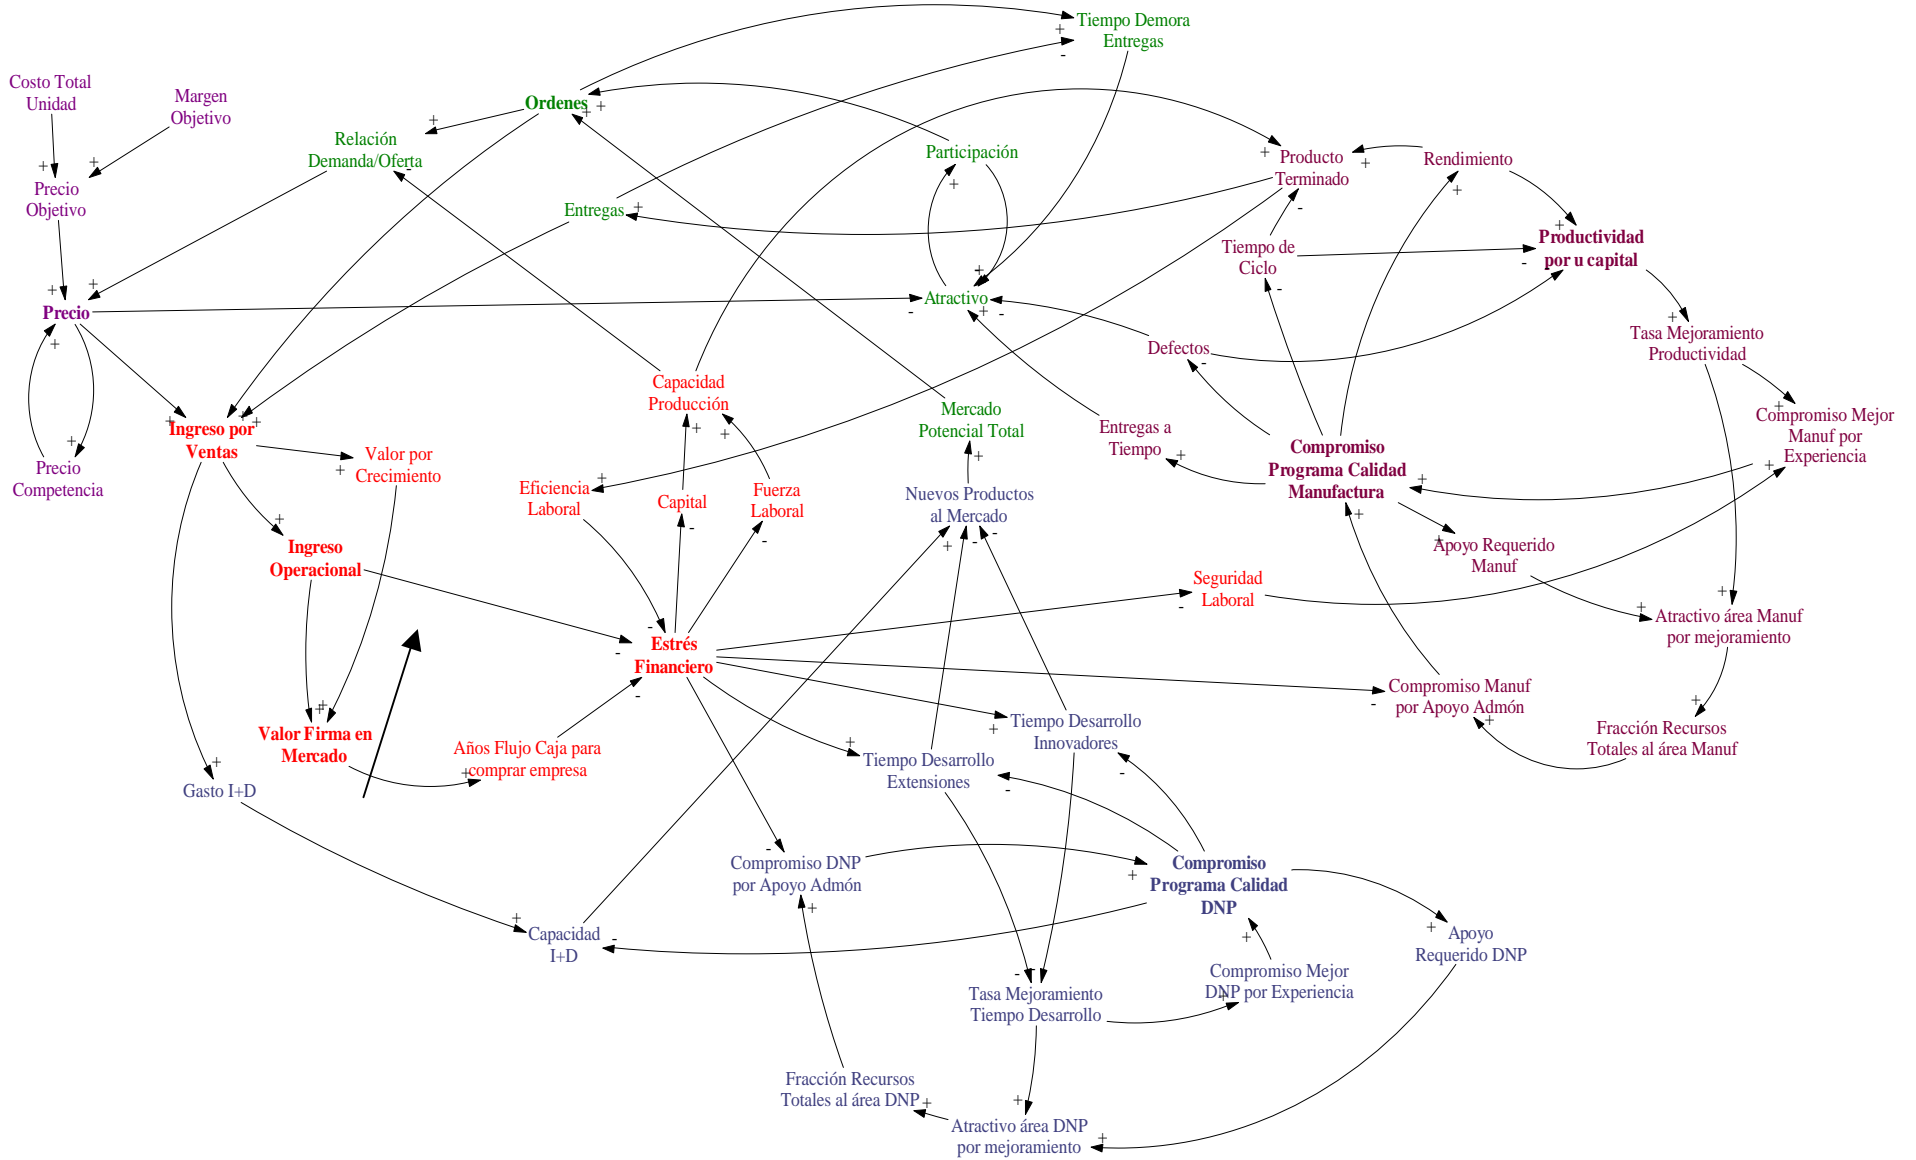 Tiempo Demora
Entregas
Costo Total
Unidad
Margen
Objetivo
Ordenes
Relación
Demanda/Oferta
Participación
Producto
Terminado
Rendimiento
Precio
Objetivo
Entregas
Tiempo de
Ciclo
Productividad
por u capital
Precio
Atractivo
Defectos
Tasa Mejoramiento
Productividad
Capacidad
Producción
Mercado
Potencial Total
Entregas a
Tiempo
Compromiso
Programa Calidad
Manufactura
Compromiso Mejor
Manuf por
Experiencia
Ingreso por
Ventas
Valor por
Crecimiento
Precio
Competencia
Eficiencia
Laboral
Capital
Fuerza
Laboral
Nuevos Productos
al Mercado
Ingreso
Operacional
Apoyo Requerido
Manuf
Seguridad
Laboral
Atractivo área Manuf
por mejoramiento
Estrés
Financiero
Compromiso Manuf
por Apoyo Admón
Fracción Recursos
Totales al área Manuf
Valor Firma en
Mercado
Años Flujo Caja para
comprar empresa
Tiempo Desarrollo
Innovadores
Tiempo Desarrollo
Extensiones
Gasto I+D
Compromiso DNP
por Apoyo Admón
Compromiso
Programa Calidad
DNP
Capacidad
I+D
Apoyo
Requerido DNP
Compromiso Mejor
DNP por Experiencia
Tasa Mejoramiento
Tiempo Desarrollo
Fracción Recursos
Totales al área DNP
Atractivo área DNP
por mejoramiento